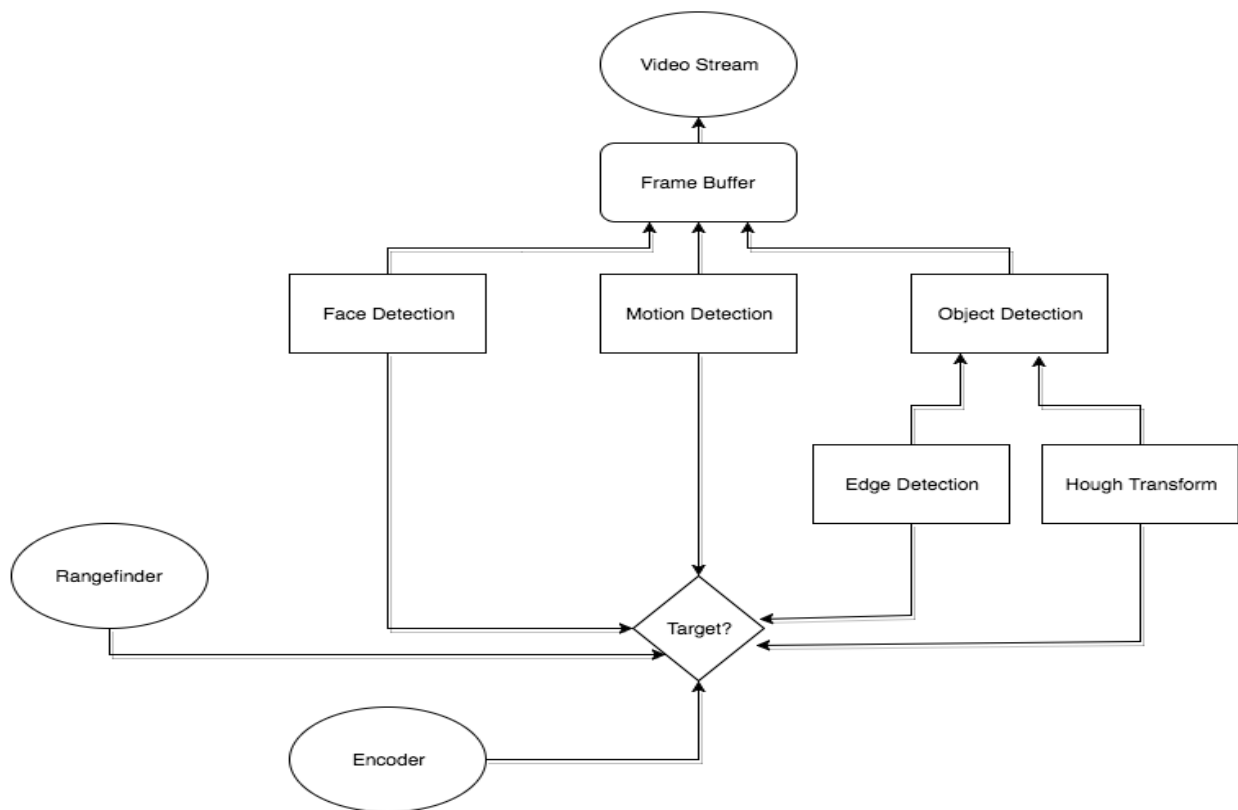 Video Stream
Frame Buffer
Face Detection
Motion Detection
Object Detection
Edge Detection
Hough Transform
Rangefinder
Target?
Encoder